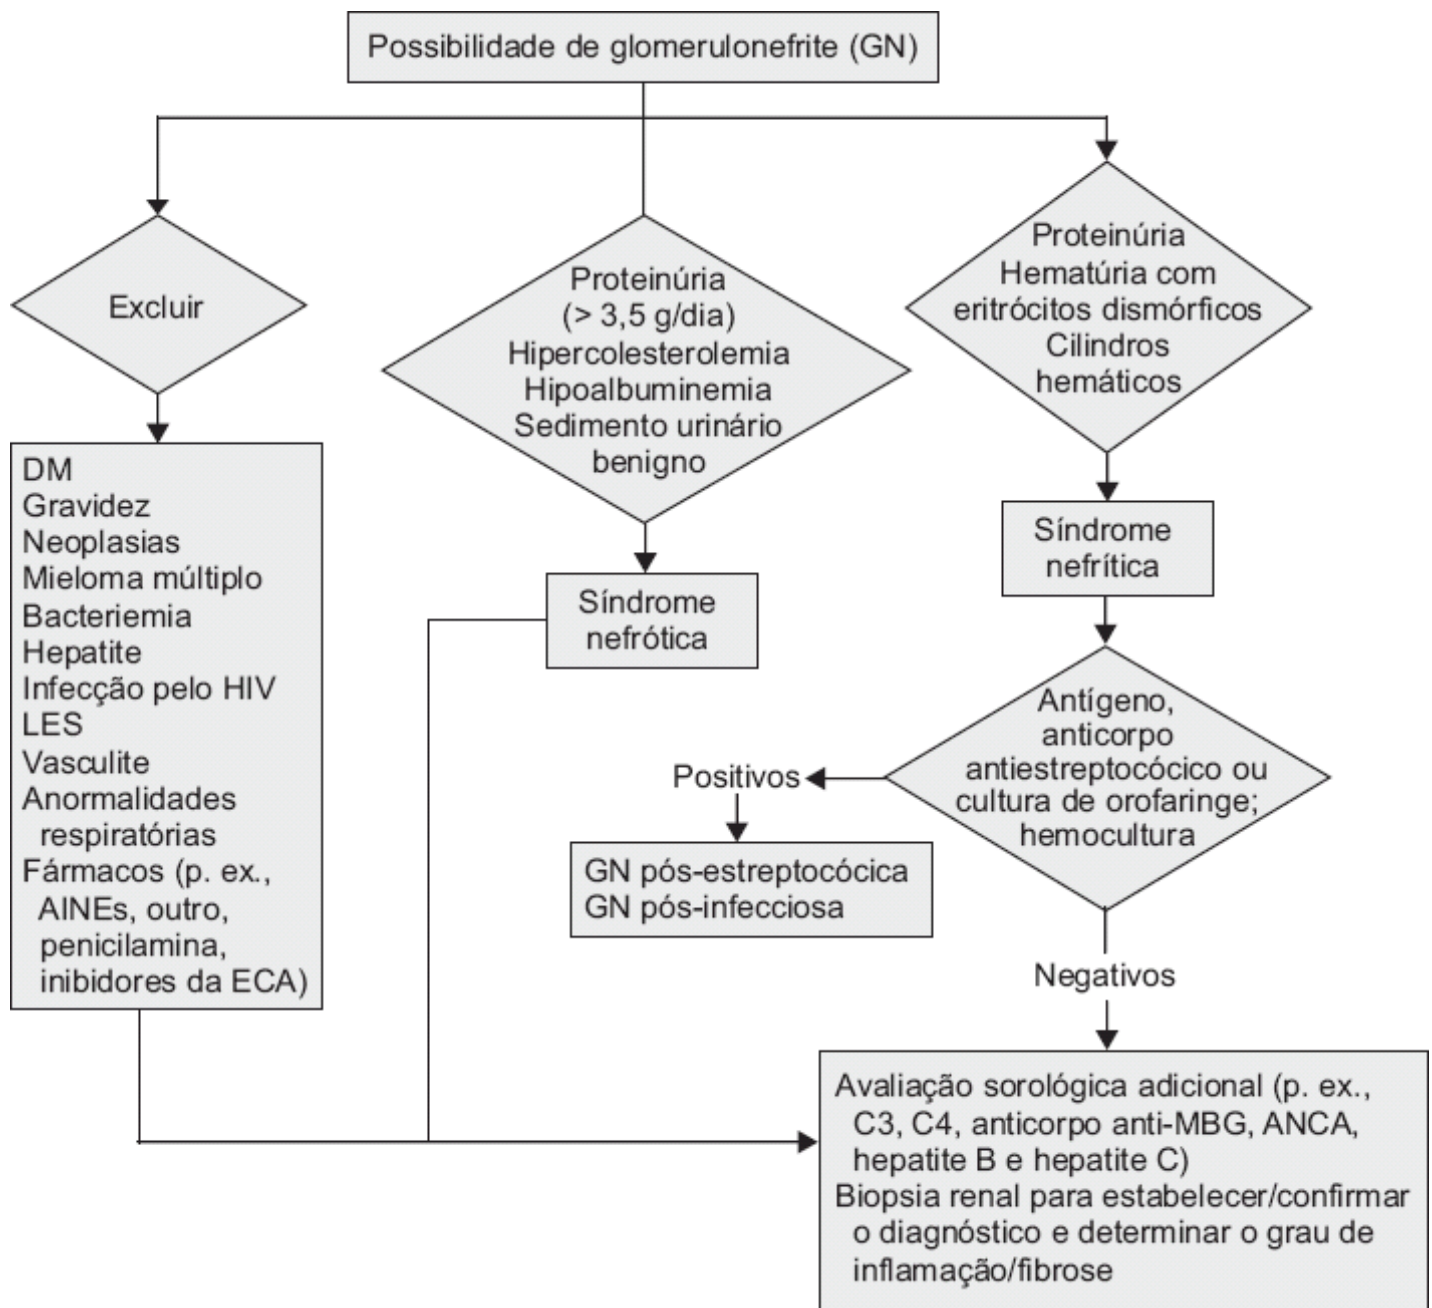 Possibilidade de glomerulonefrite (GN)
Excluir
DM
Gravidez
Neoplasias
Mieloma múltiplo
Bacteriemia
Hepatite
Infecção pelo HIV
LES
Vasculite
Anormalidades
respiratórias
Fármacos (p. ex.,
AINEs, outro,
penicilamina,
inibidores da ECA)
Proteinúria
(> 3,5 g/dia)
Hipercolesterolemia
Hipoalbuminemia
Sedimento urinário
benigno
Síndrome
nefrótica
Proteinúria
Hematúria com
eritrócitos dismórficos
Cilindros
hemáticos
Síndrome
nefrítica
Antígeno,
anticorpo
antiestreptocócico ou
cultura de orofaringe;
hemocultura
Positivos
GN pós-estreptocócica
GN pós-infecciosa
Negativos
Avaliação sorológica adicional (p. ex.,
C3, C4, anticorpo anti-MBG, ANCA,
hepatite B e hepatite C)
Biopsia renal para estabelecer/confirmar
o diagnóstico e determinar o grau de
inflamação/fibrose